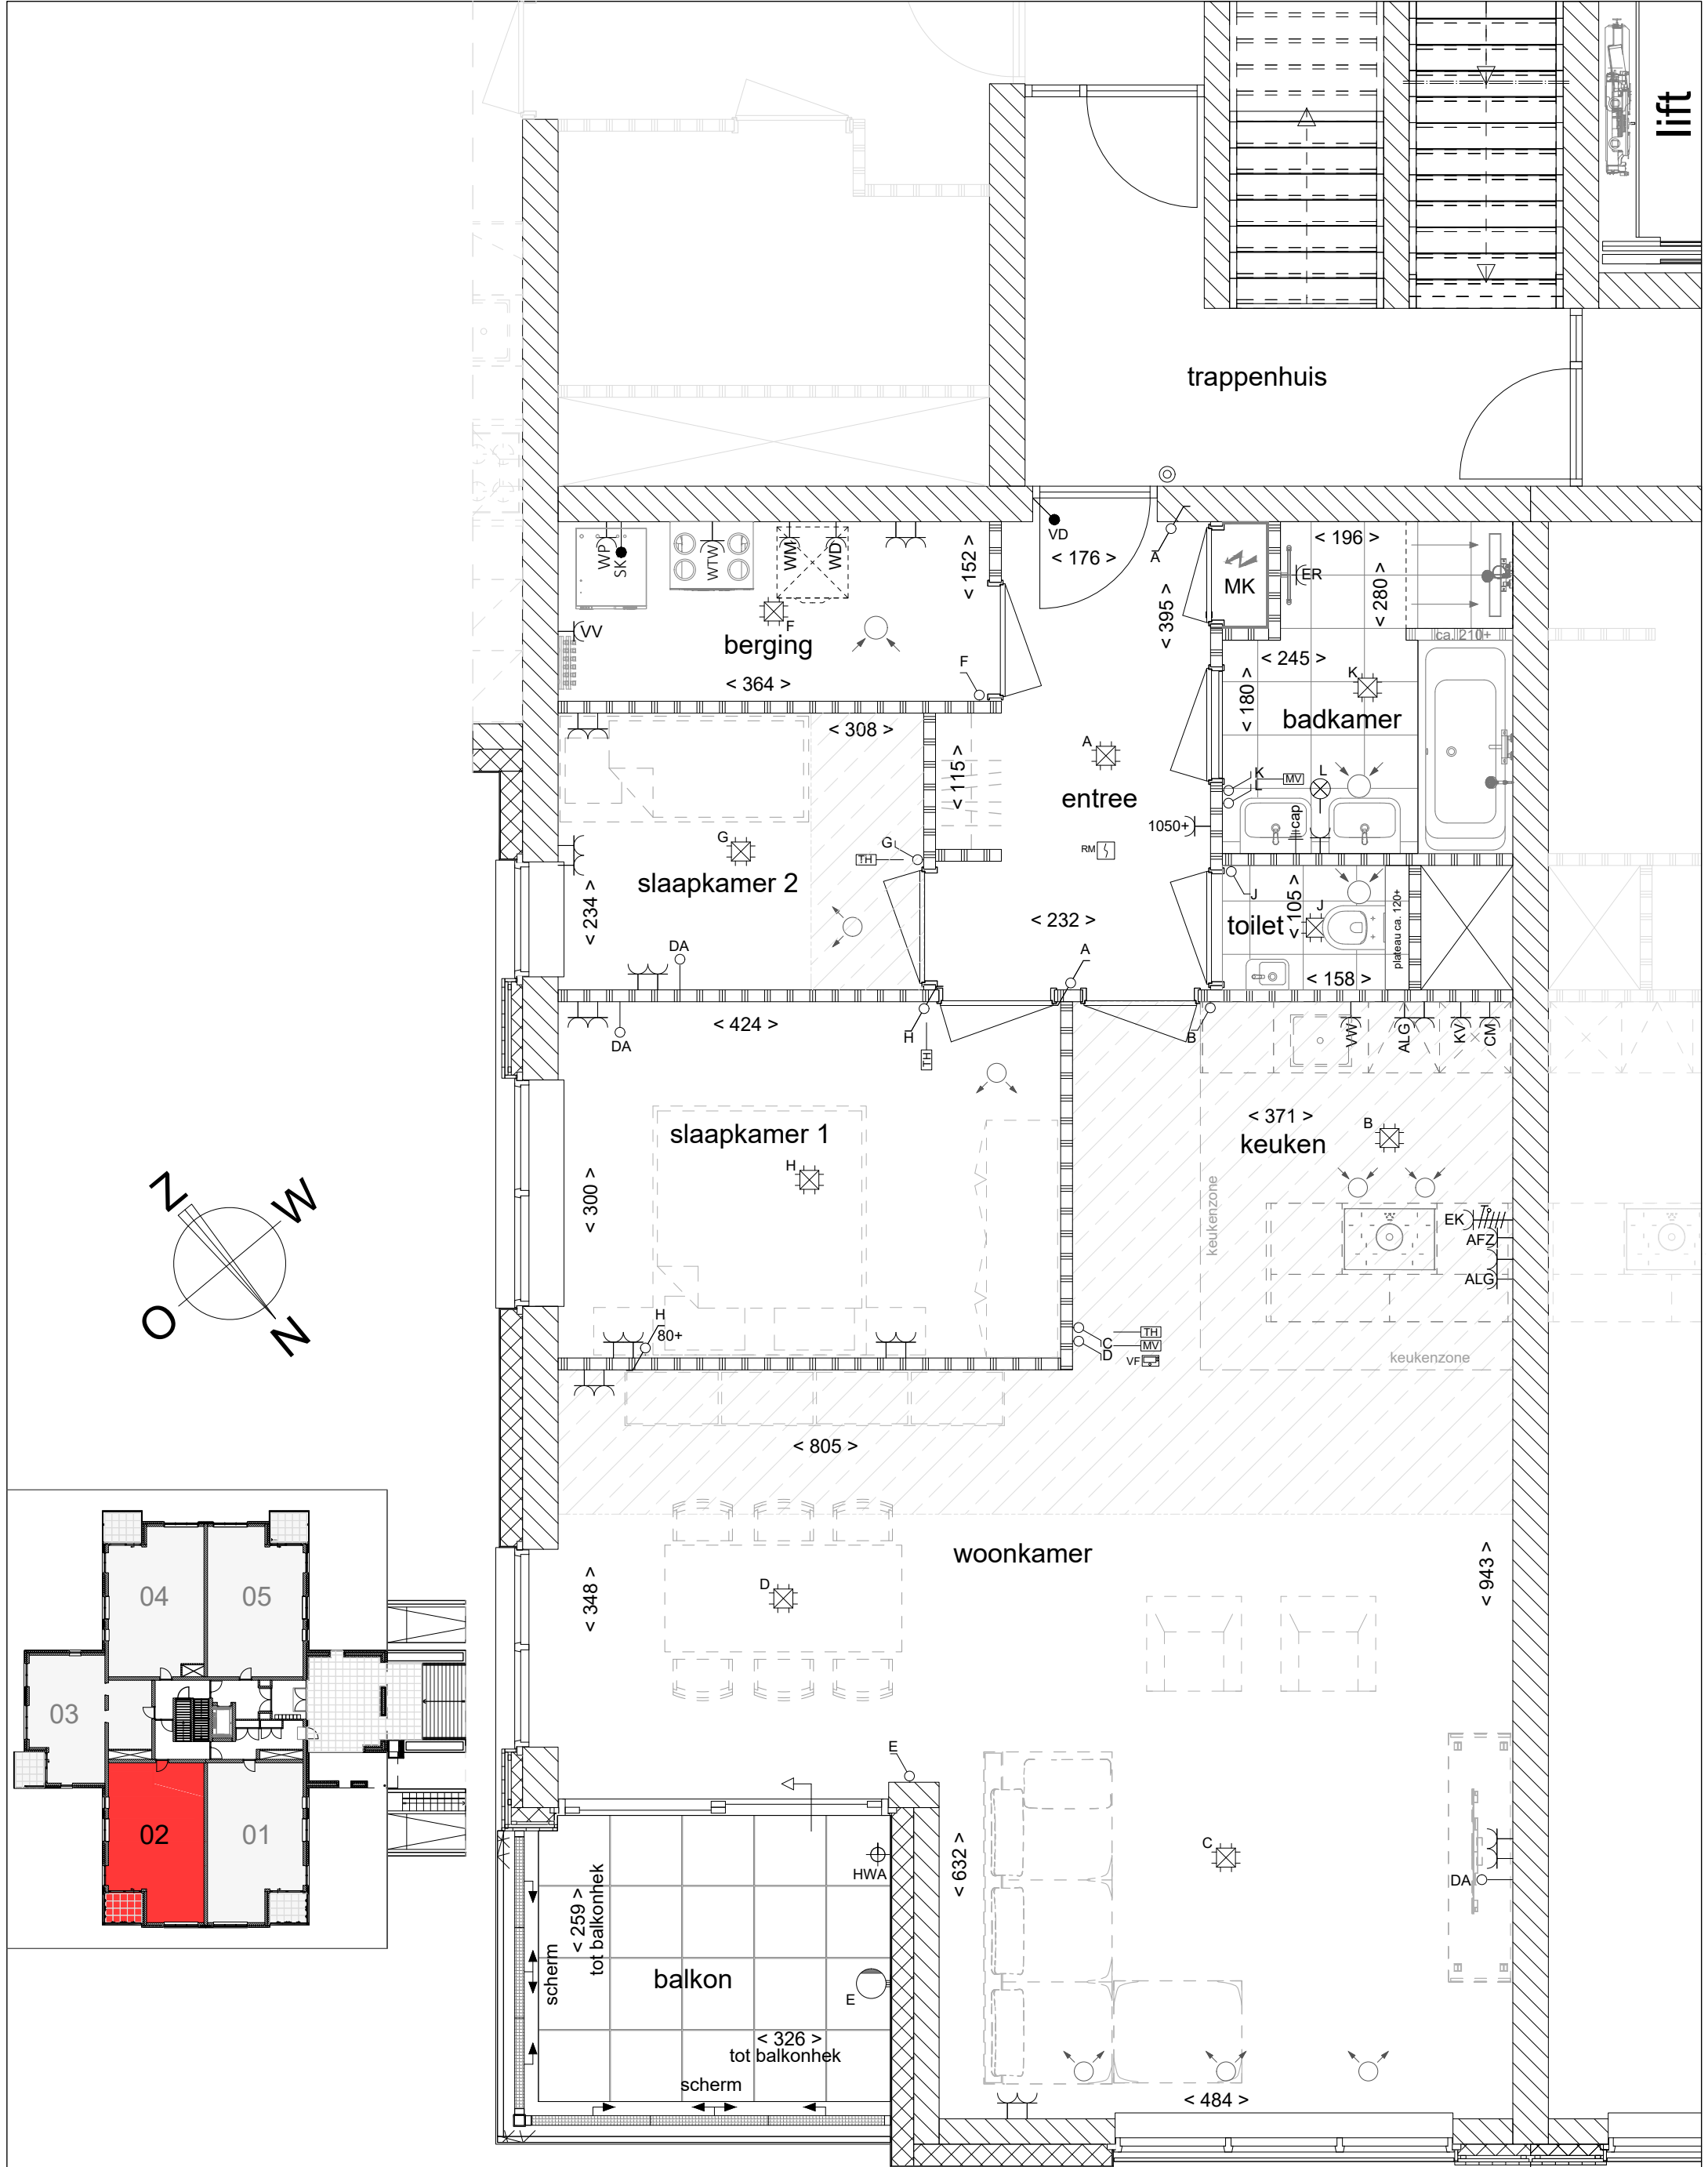 lift
trappenhuis
VD
< 176 >
A
MK
ER
< 196 >
< 280 >
< 152 >
< 395 >
WP
SK
WTW
WM
WD
F
VV
berging
F
< 364 >
ca. 210+
< 245 >
K
< 180 >
badkamer
< 308 >
< 115 >
A
entree
K
L
MV
L
cap
1050+
RM
G
G
TH
slaapkamer 2
< 234 >
DA
J
< 105 >
J
toilet
plateau ca. 120+
< 158 >
< 232 >
A
< 424 >
DA
H
TH
B
VW
ALG
KV
CM
slaapkamer 1
H
< 300 >
< 371 >
keuken
B
keukenzone
EK
T°
AFZ
ALG
H
80+
C
D
TH
MV
VF
keukenzone
Z
W
O
N
< 805 >
woonkamer
D
< 348 >
< 943 >
04
05
03
02
01
E
HWA
< 632 >
C
DA
< 259 >
tot balkonhek
scherm
balkon
E
< 326 >
tot balkonhek
scherm
< 484 >